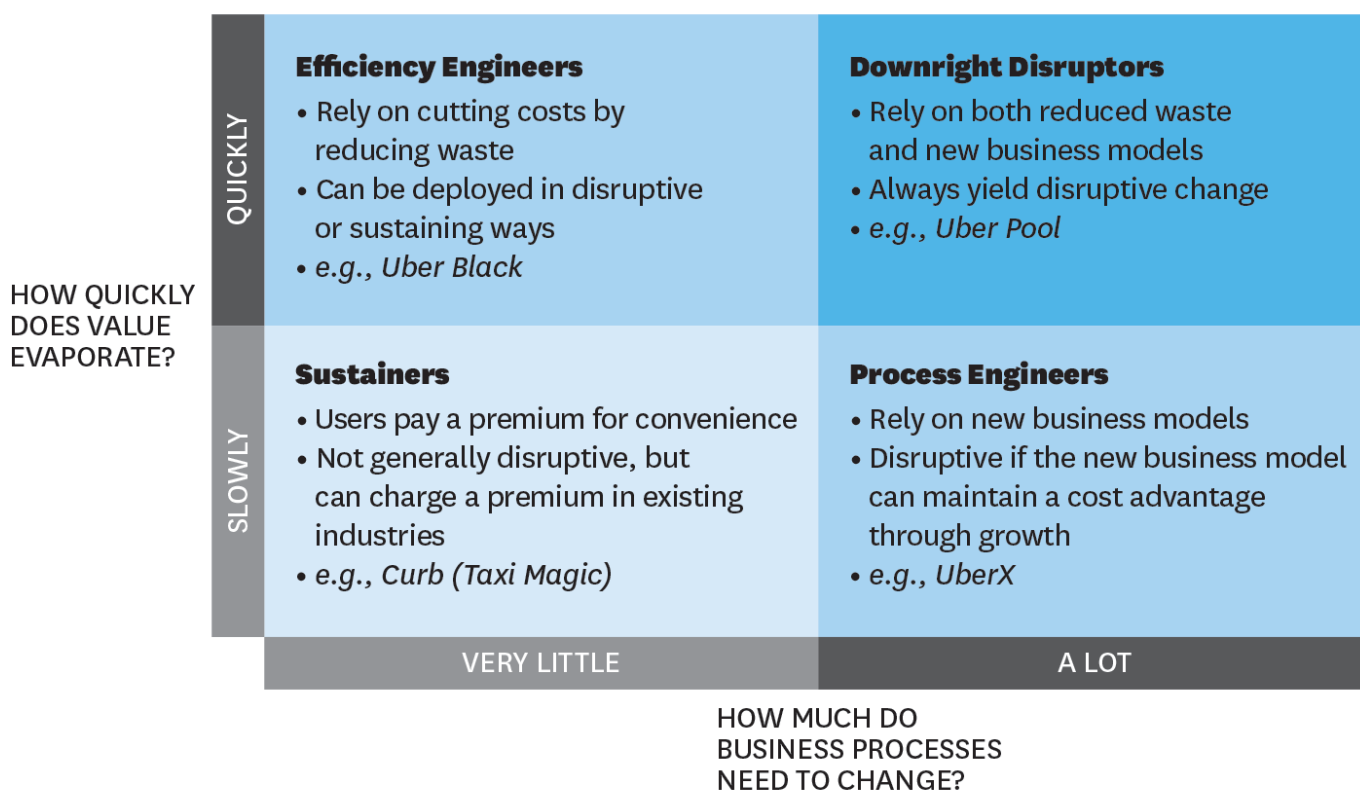 HOW QUICKLY
DOES VALUE
EVAPORATE?
QUICKLY
Efficiency Engineers
• Rely on cutting costs by
reducing waste
• Can be deployed in disruptive
or sustaining ways
• e.g., Uber Black
Downright Disruptors
• Rely on both reduced waste
and new business models
• Always yield disruptive change
• e.g., Uber Pool
SLOWLY
Sustainers
• Users pay a premium for convenience
• Not generally disruptive, but
can charge a premium in existing
industries
• e.g., Curb (Taxi Magic)
Process Engineers
• Rely on new business models
• Disruptive if the new business model
can maintain a cost advantage
through growth
• e.g., UberX
VERY LITTLE
A LOT
HOW MUCH DO
BUSINESS PROCESSES
NEED TO CHANGE?